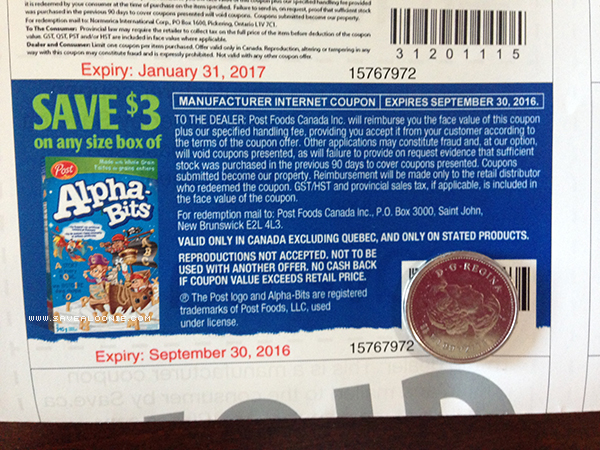 it is redeemed by your consumer at the time of purchase on the item specified. Failure to send in, on request, proof that sufficient stock
was purchased in the previous 90 days to cover coupons presented will void coupons. Coupons submitted become our property.
For redemption mail to: Norimerica International Corp, PO Box 1600, Pickering, Ontario L1V 7C1.
To The Consumer: Provincial law may require the retailer to collect tax on the full price of the item before deduction of the coupon
value. GST, QST, PST and/or HST are included in face value where applicable.
Dealer and Consumer: Limit one coupon per item purchased. Offer valid only in Canada. Reproduction, altering or tampering in any
way with this coupon may constitute fraud and is expressly prohibited. Not valid with any other coupon offer.
3 1 2 0 1 1 1 5
Expiry: January 31, 2017
15767972
SAVE $3
on any size box of
Post
Made with Whole Grain
Alpha-
Bits
MANUFACTURER INTERNET COUPON
EXPIRES SEPTEMBER 30, 2016.
TO THE DEALER: Post Foods Canada Inc. will reimburse you the face value of this coupon
plus our specified handling fee, providing you accept it from your customer according to
the terms of the coupon offer. Other applications may constitute fraud and, at our option,
will void coupons presented, as will failure to provide on request evidence that sufficient
stock was purchased in the previous 90 days to cover coupons presented. Coupons
submitted become our property. Reimbursement will be made only to the retail distributor
who redeemed the coupon. GST/HST and provincial sales tax, if applicable, is included in
the face value of the coupon.
For redemption mail to: Post Foods Canada Inc., P.O. Box 3000, Saint John,
New Brunswick E2L 4L3.
VALID ONLY IN CANADA EXCLUDING QUEBEC, AND ONLY ON STATED PRODUCTS.
REPRODUCTIONS NOT ACCEPTED. NOT TO BE
USED WITH ANOTHER OFFER. NO CASH BACK
IF COUPON VALUE EXCEEDS RETAIL PRICE.
® The Post logo and Alpha-Bits are registered
trademarks of Post Foods, LLC, used
under license.
WWW.SAVEALOONIE.COM
D·G·REGINA
Expiry: September 30, 2016
15767972